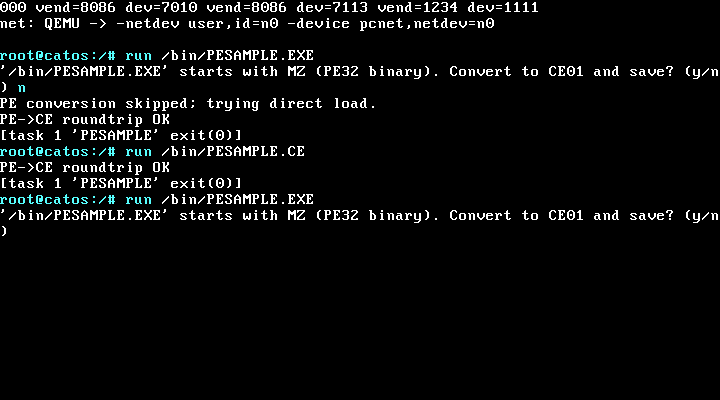 000 vend=8086 dev=7010 vend=8086 dev=7113 vend=1234 dev=1111
net: QEMU -> -netdev user,id=n0 -device pcnet,netdev=n0
root@catos:/# run /bin/PESAMPLE.EXE
'/bin/PESAMPLE.EXE' starts with MZ (PE32 binary). Convert to CE01 and save? (y/n
) n
PE conversion skipped; trying direct load.
PE->CE roundtrip OK
[task 1 'PESAMPLE' exit(0)]
root@catos:/# run /bin/PESAMPLE.CE
PE->CE roundtrip OK
[task 1 'PESAMPLE' exit(0)]
root@catos:/# run /bin/PESAMPLE.EXE
'/bin/PESAMPLE.EXE' starts with MZ (PE32 binary). Convert to CE01 and save? (y/n
)